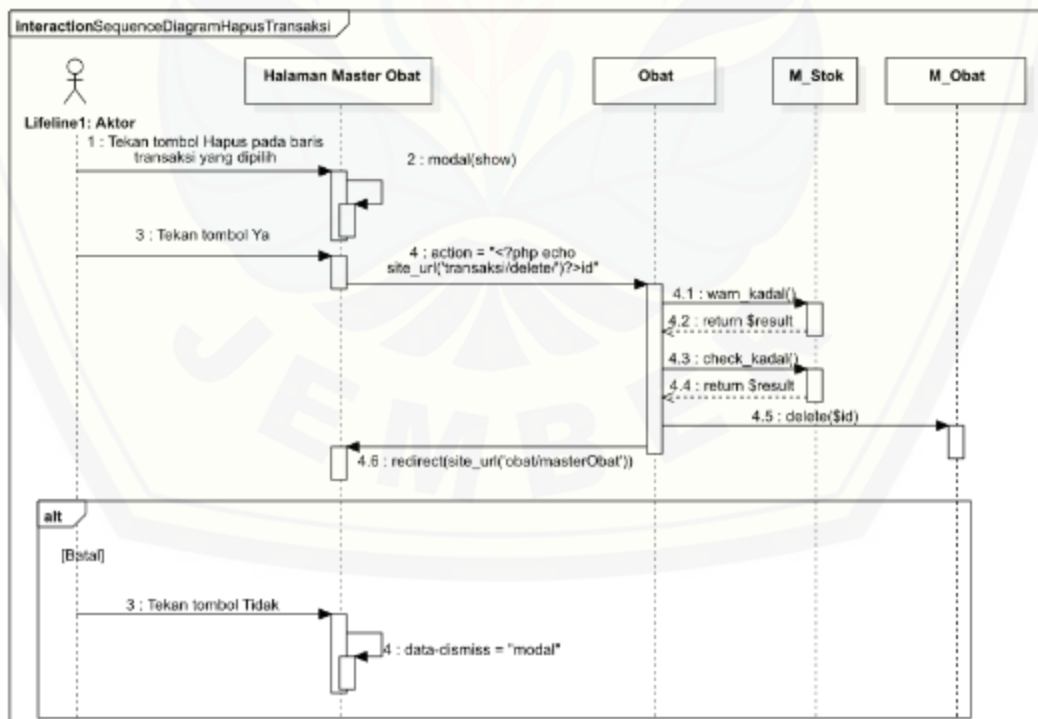 interactionSequenceDiagramHapusTransaksi
Halaman Master Obat
Obat
M_Stok
M_Obat
Lifeline1: Aktor
1 : Tekan tombol Hapus pada baris
transaksi yang dipilih
2 : modal(show)
3 : Tekan tombol Ya
4 : action = "<?php echo
site_url("transaksi/delete/")?>id"
4.1 : warn_kadal()
4.2 : return $result
4.3 : check_kadal()
4.4 : return $result
4.5 : delete($id)
4.6 : redirect(site_url('obat/masterObat'))
alt
[Batal]
3 : Tekan tombol Tidak
4 : data-dismiss = "modal"
JEMBE